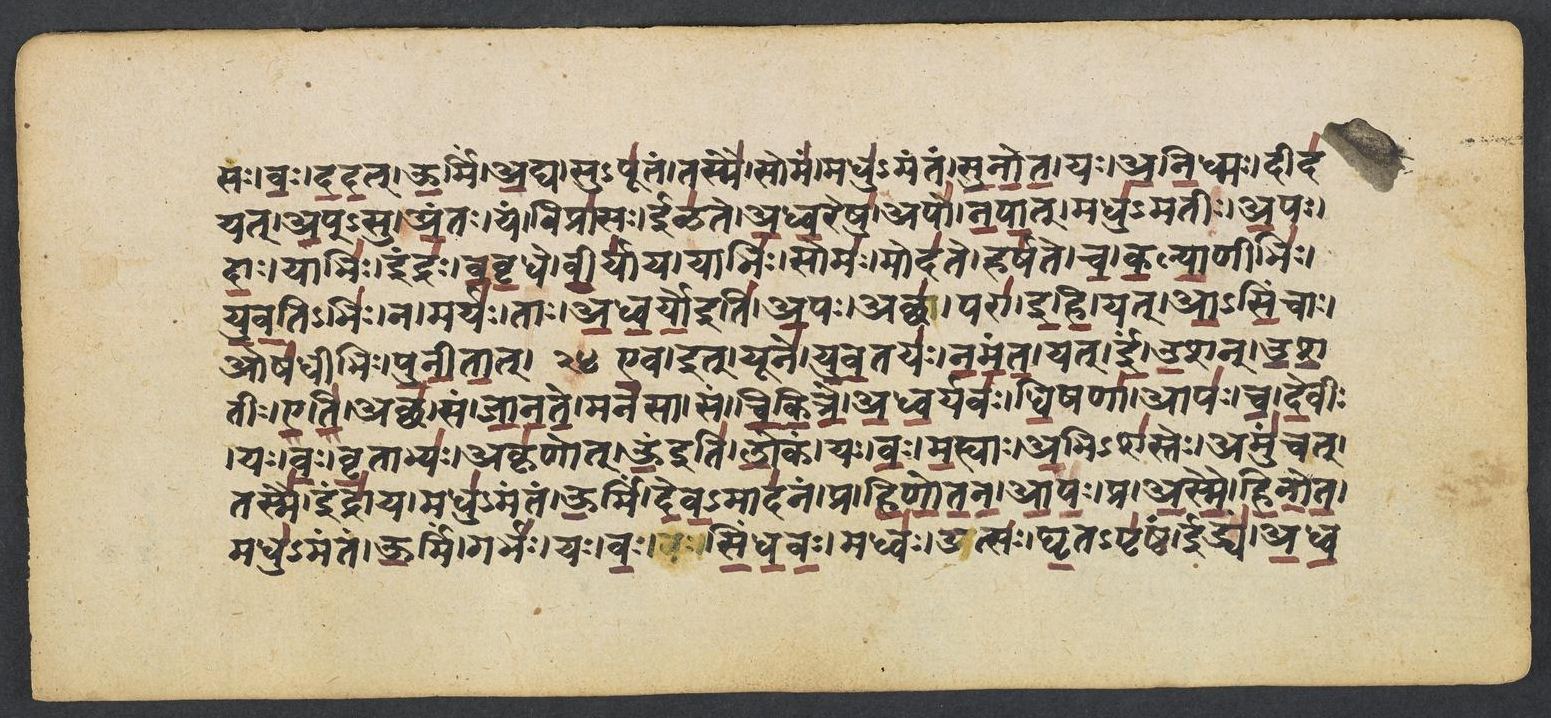 सः।वः।ददत्।ऊर्मिं।अद्य।सुऽपूतं।तस्मै।सोमं।मधुऽमंतं।सुनोत।यः।अनिध्मः।दीद
यत्।अप्ऽसु।अंतः।यं।विप्रासः।ईळते।अध्वरेषु।अपां।नपात्।मधुऽमतीः।अपः।
दाः।याभिः।इंद्रः।ववृधे।वीर्याय।याभिः।सोमः।मोदते।हर्षते।च।कल्याणीभिः।
युवतिऽभिः।न।मर्यः।ताः।अध्वर्योइति।अपः।अच्छ।परा।इहि।यत्।आऽसिंचाः।
ओषधीभिः।पुनीतात्। २४ एव।इत्।यूने।युवतयः।नमंत।यत्।ईं।उशन्।उश
तीः।एति।अच्छ।सं।जानते।मनसा।सं।चिकित्रे।अध्वर्यवः।धिषणा।आपः।च।देवीः
।यः।वः।वृताभ्यः।अकृणोत्।ऊंइति।लोकं।यः।वः।मह्याः।अभिऽशस्तेः।अमुंचत्।
तस्मै।इंद्राय।मधुऽमंतं।ऊर्मिं।देवऽमादनं।प्र।हिणोतन।आपः।प्र।अस्मै।हिनोत।
मधुऽमंतं।ऊर्मिं।गर्भः।यः।वः।सिंधवः।मध्वः।उत्सः।घृतऽपृष्ठं।ईड्यं।अध्व